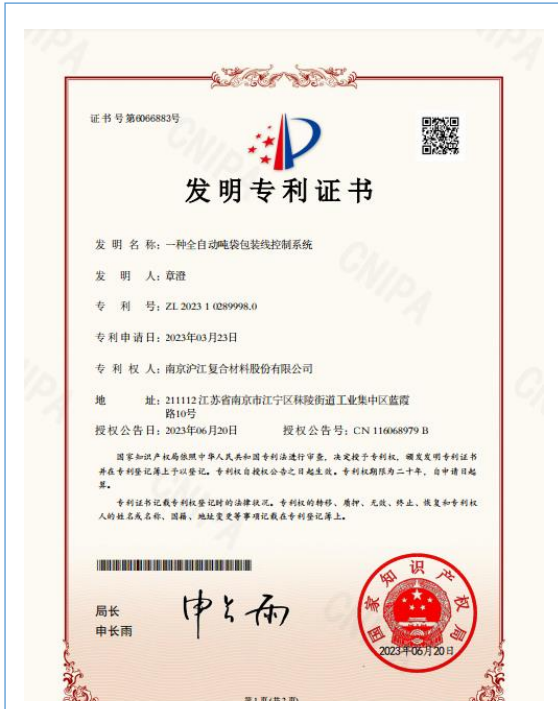 证书号第6066883号
发明专利证书
发 明 名 称：一种全自动吨袋包装线控制系统
发 明 人：章澄
专 利 号：ZL 2023 1 0289998.0
专利申请日：2023年03月23日
专 利 权 人：南京沪江复合材料股份有限公司
地 址：211112 江苏省南京市江宁区秣陵街道工业集中区蓝霞
路10号
授权公告日：2023年06月20日 授权公告号：CN 116068979 B
国家知识产权局依照中华人民共和国专利法进行审查，决定授予专利权，颁发发明专利证书
并在专利登记簿上予以登记。专利权自授权公告之日起生效。专利权期限为二十年，自申请日起
算。
专利证书记载专利权登记时的法律状况。专利权的转移、质押、无效、终止、恢复和专利权
人的姓名或名称、国籍、地址变更等事项记载在专利登记簿上。
局长
申长雨
申长雨
国家知识产权局
2023年06月20日
第 1 页 (共 2 页)
CNIPA
CNIPA
CNIPA
CNIPA